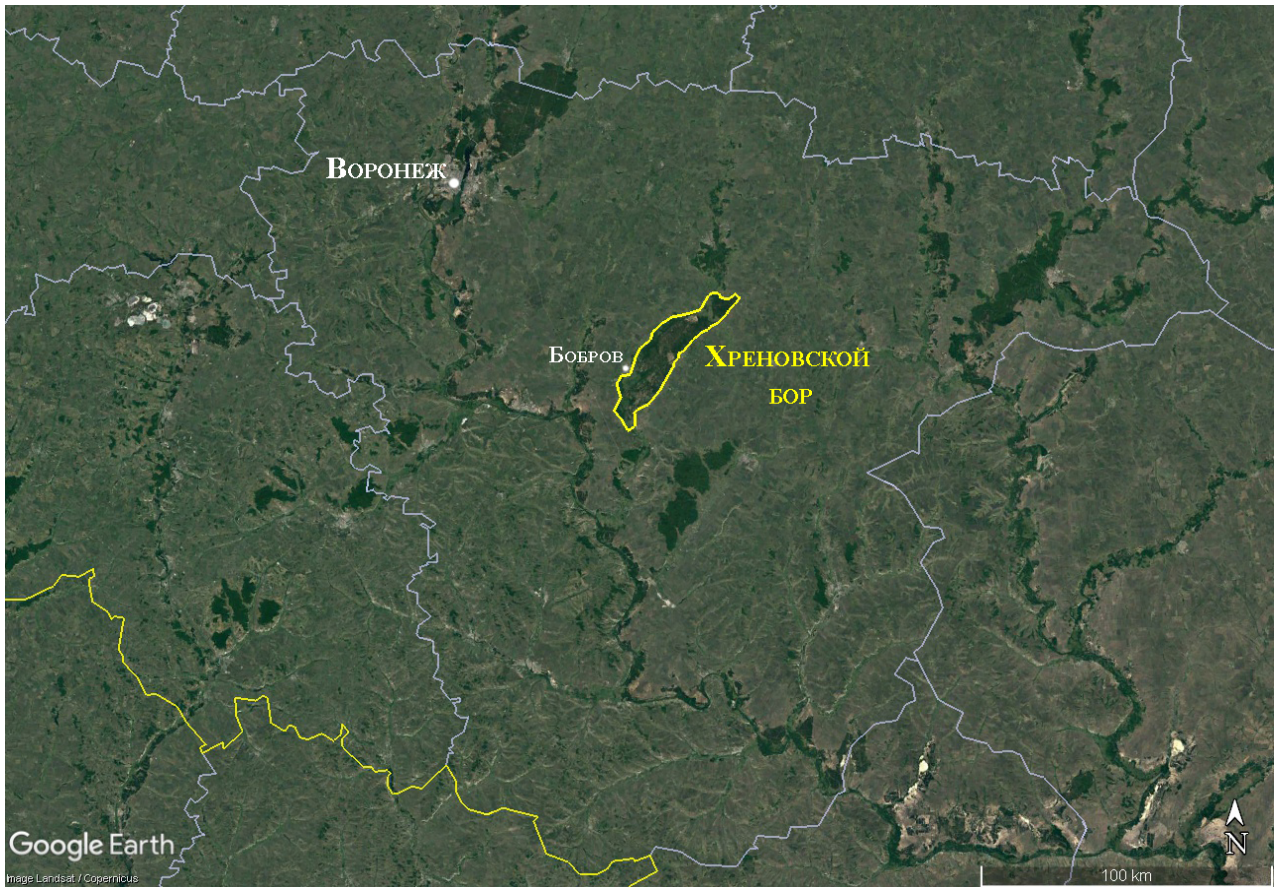 Воронеж
Бобров
Хреновской
бор
Google Earth
Image Landsat / Copernicus
N
100 km